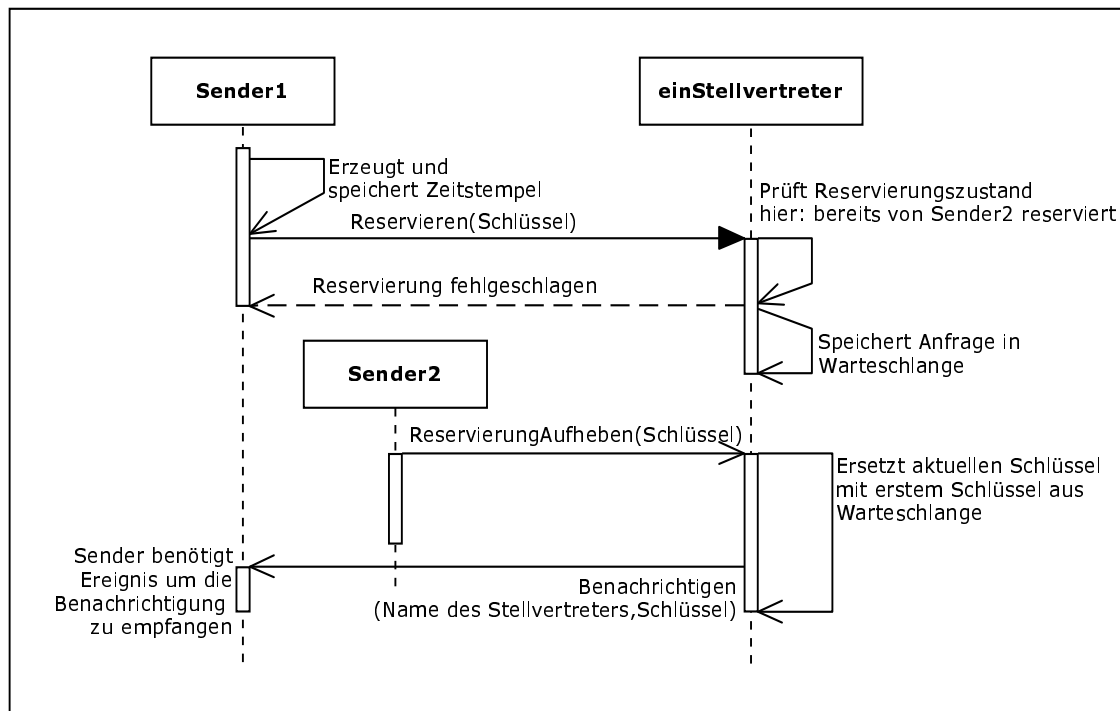 Sender1
einStellvertreter
Erzeugt und
speichert Zeitstempel
Prüft Reservierungszustand
hier: bereits von Sender2 reserviert
Reservieren(Schlüssel)
Reservierung fehlgeschlagen
Speichert Anfrage in
Warteschlange
Sender2
ReservierungAufheben(Schlüssel)
Ersetzt aktuellen Schlüssel
mit erstem Schlüssel aus
Warteschlange
Sender benötigt
Ereignis um die
Benachrichtigung
zu empfangen
Benachrichtigen
(Name des Stellvertreters,Schlüssel)